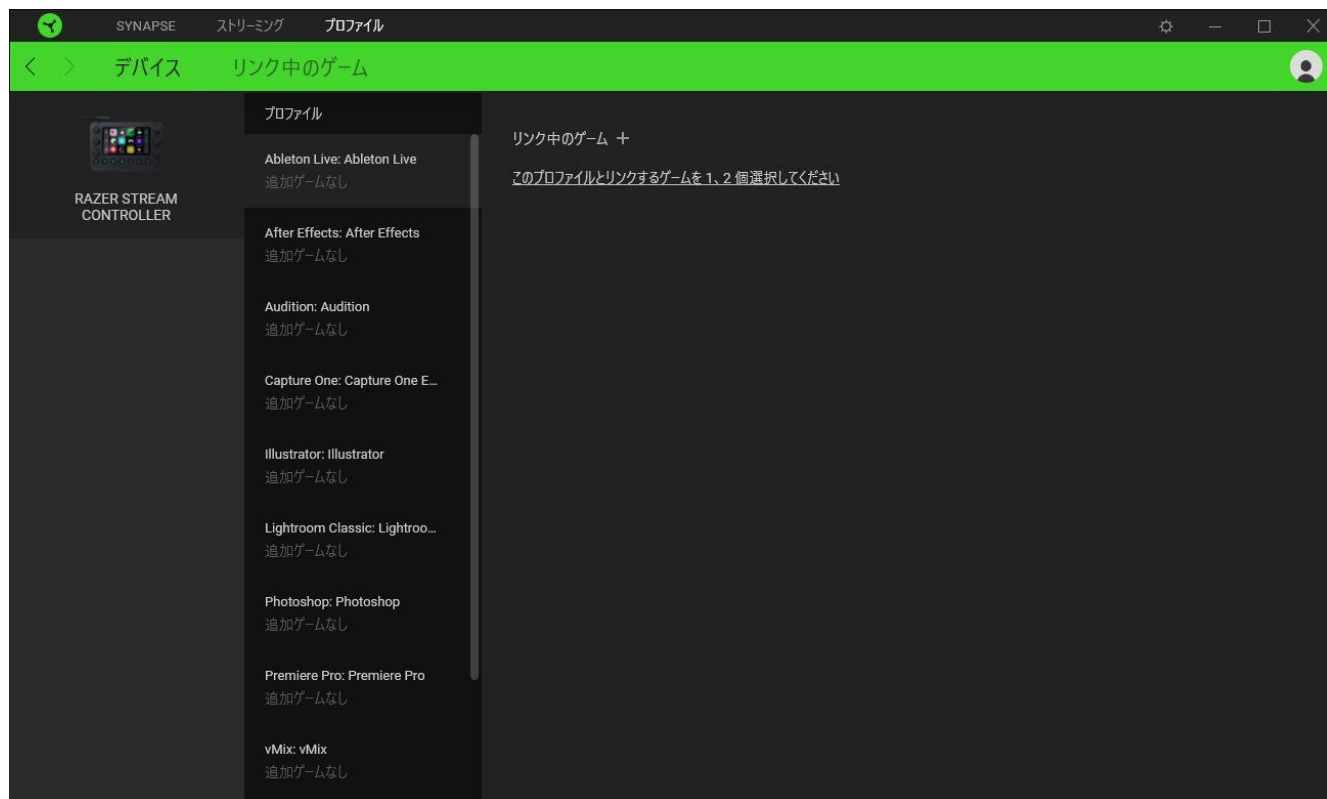 SYNAPSE ストリーミング プロファイル
デバイス リンク中のゲーム
RAZER STREAM
CONTROLLER
プロファイル
Ableton Live: Ableton Live
追加ゲームなし
After Effects: After Effects
追加ゲームなし
Audition: Audition
追加ゲームなし
Capture One: Capture One E...
追加ゲームなし
Illustrator: Illustrator
追加ゲームなし
Lightroom Classic: Lightroo...
追加ゲームなし
Photoshop: Photoshop
追加ゲームなし
Premiere Pro: Premiere Pro
追加ゲームなし
vMix: vMix
追加ゲームなし
リンク中のゲーム +
このプロファイルとリンクするゲームを 1、2 個選択してください